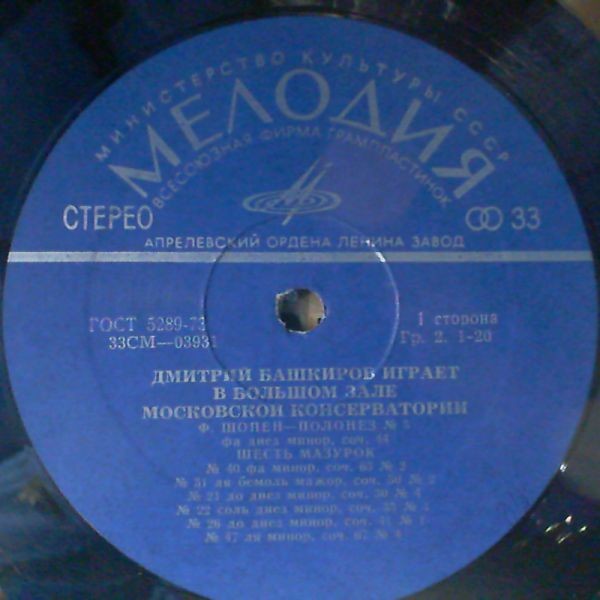 МИНИСТЕРСТВО КУЛЬТУРЫ СССР
МЕЛОДИЯ
ВСЕСОЮЗНАЯ ФИРМА ГРАМПЛАСТИНОК
СТЕРЕО
33
АПРЕЛЕВСКИЙ ОРДЕНА ЛЕНИНА ЗАВОД
ГОСТ 5289-73
1 сторона
33СМ—03931
Гр. 2. 1-20
ДМИТРИЙ БАШКИРОВ ИГРАЕТ
В БОЛЬШОМ ЗАЛЕ
МОСКОВСКОЙ КОНСЕРВАТОРИИ
Ф. ШОПЕН—ПОЛОНЕЗ № 5
фа диез минор, соч. 44
ШЕСТЬ МАЗУРОК
№ 40 фа минор, соч. 63 № 2
№ 31 ля бемоль мажор, соч. 50 № 2
№ 21 до диез минор, соч. 30 № 4
№ 22 соль диез минор, соч. 33 №
№ 26 до диез минор, соч. 41 № 1
№ 47 ля минор, соч. 67 № 4